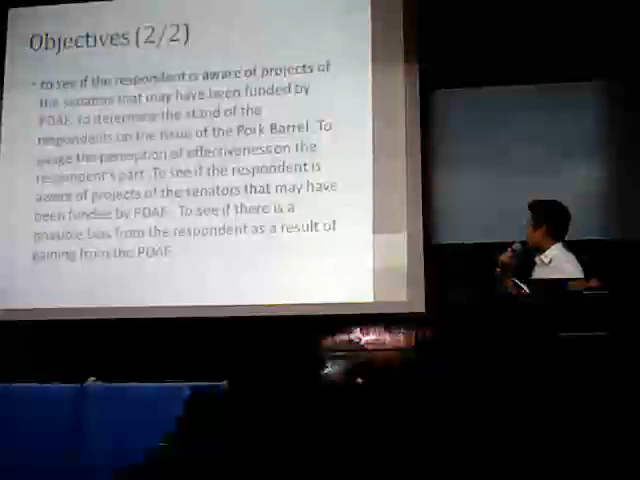 Objectives (2/2)
• to see if the respondent is aware of projects of
the senators that may have been funded by
PDAF. to determine the stand of the
respondents on the issue of the Pork Barrel. To
gauge the perception of effectiveness on the
respondent's part. To see if the respondent is
aware of projects of the senators that may have
been funded by PDAF. To see if there is a
possible bias from the respondent as a result of
gaining from the PDAF.